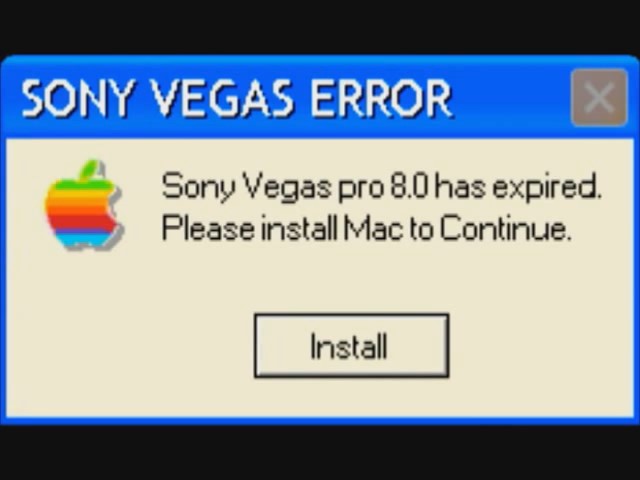 SONY VEGAS ERROR
Sony Vegas pro 8.0 has expired.
Please install Mac to Continue.
Install